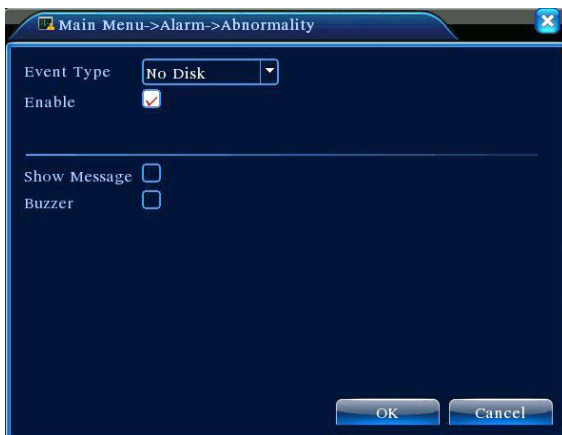 Main Menu->Alarm->Abnormality
Event Type No Disk
Enable
Show Message
Buzzer
OK Cancel